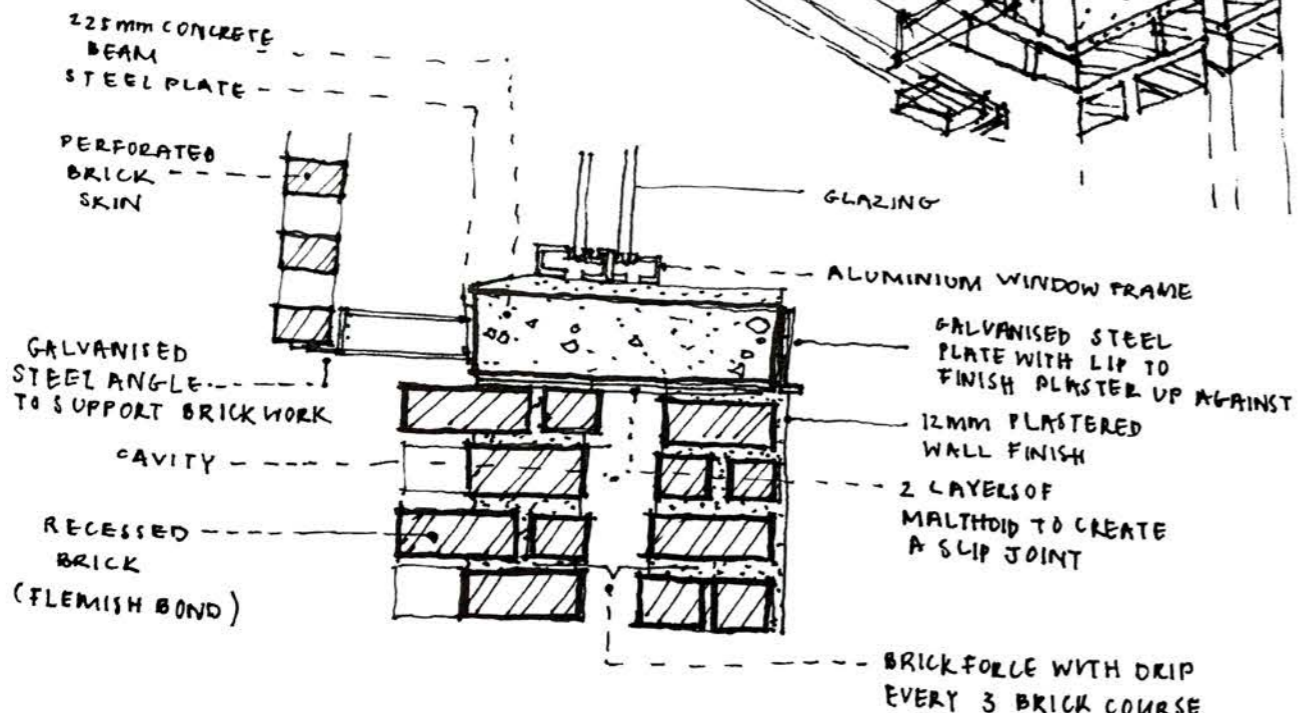 225mm CONCRETE
BEAM
STEEL PLATE
PERFORATED
BRICK
SKIN
GALVANISED
STEEL ANGLE
TO SUPPORT BRICKWORK
CAVITY
RECESSED
BRICK
(FLEMISH BOND)
GLAZING
ALUMINIUM WINDOW FRAME
GALVANISED STEEL
PLATE WITH LIP TO
FINISH PLASTER UP AGAINST
12mm PLASTERED
WALL FINISH
2 LAYERS OF
MALTHOID TO CREATE
A SLIP JOINT
BRICKFORCE WITH DRIP
EVERY 3 BRICK COURSE